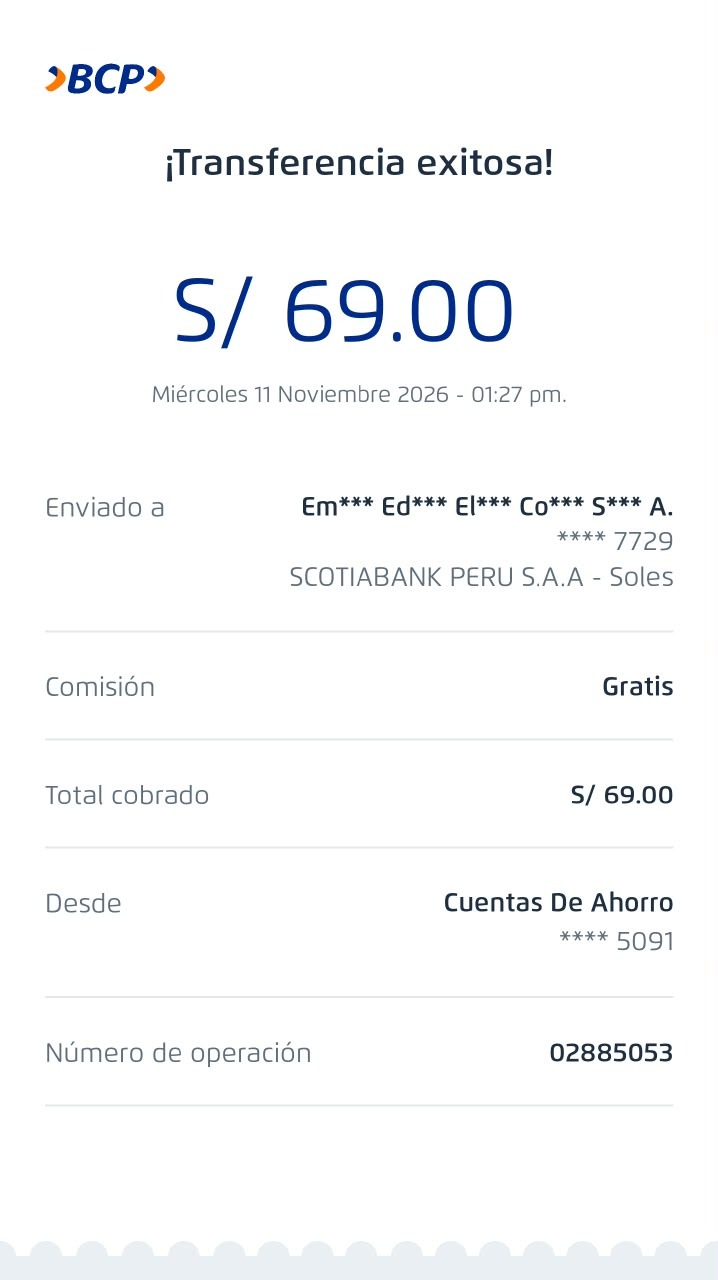 BCP
¡Transferencia exitosa!
S/ 69.00
Miércoles 11 Noviembre 2026 - 01:27 pm.
Enviado a
Em*** Ed*** El*** Co*** S*** A.
**** 7729
SCOTIABANK PERU S.A.A - Soles
Comisión
Gratis
Total cobrado
S/ 69.00
Desde
Cuentas De Ahorro
**** 5091
Número de operación
02885053